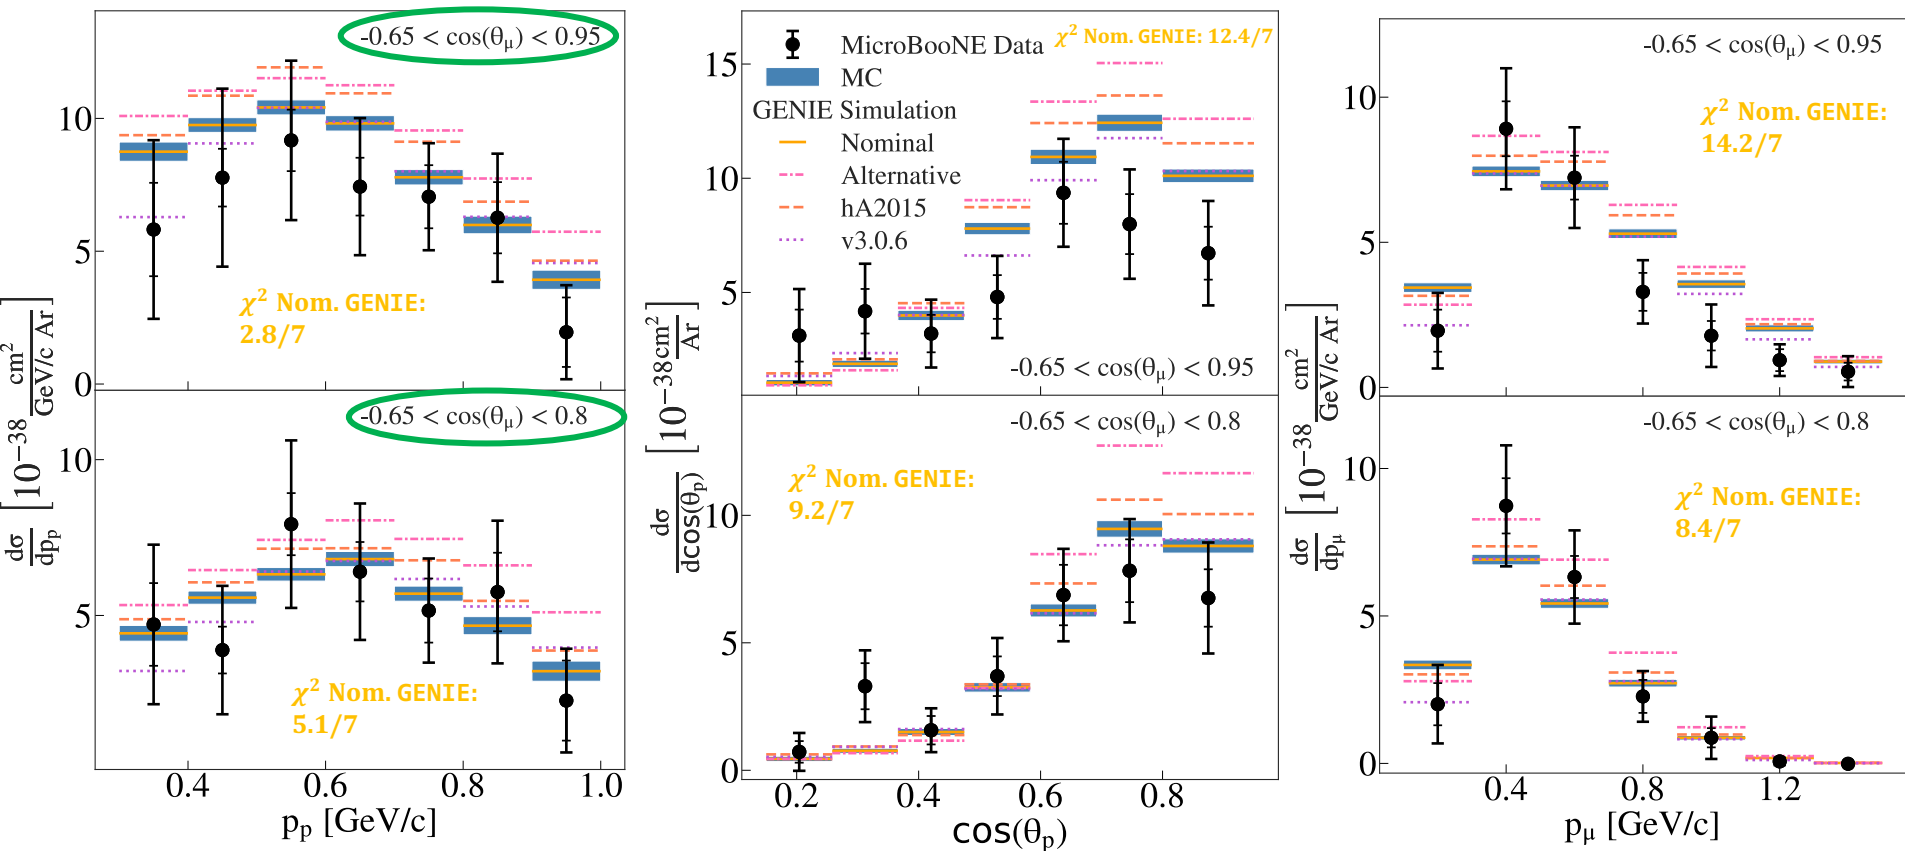 -0.65 < cos(θμ) < 0.95
10
5
0
χ² Nom. GENIE:
2.8/7
dσ/dp_p [10⁻³⁸ cm²/(GeV/c Ar)]
-0.65 < cos(θμ) < 0.8
10
5
χ² Nom. GENIE:
5.1/7
0.4 0.6 0.8 1.0
p_p [GeV/c]
MicroBooNE Data
MC
GENIE Simulation
Nominal
Alternative
hA2015
v3.0.6
χ² Nom. GENIE: 12.4/7
15
10
5
-0.65 < cos(θμ) < 0.95
dσ/dcos(θ_p) [10⁻³⁸cm²/Ar]
-0.65 < cos(θμ) < 0.8
χ² Nom. GENIE:
9.2/7
10
5
0
0.2 0.4 0.6 0.8
cos(θ_p)
-0.65 < cos(θμ) < 0.95
χ² Nom. GENIE:
14.2/7
10
5
0
dσ/dp_μ [10⁻³⁸ cm²/(GeV/c Ar)]
-0.65 < cos(θμ) < 0.8
χ² Nom. GENIE:
8.4/7
10
5
0
0.4 0.8 1.2
p_μ [GeV/c]